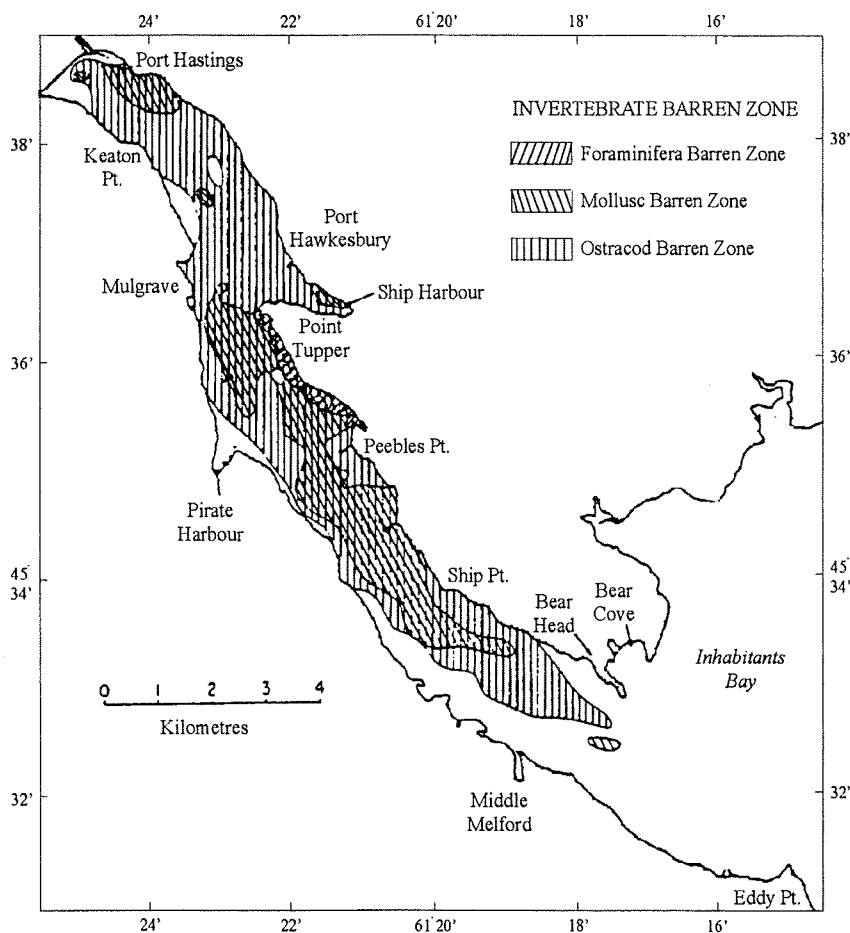 24' 22' 61° 20' 18' 16'
Port Hastings
INVERTEBRATE BARREN ZONE
38' 38'
Foraminifera Barren Zone
Keaton
Pt.
Mollusc Barren Zone
Port
Hawkesbury
Ostracod Barren Zone
Mulgrave
Ship Harbour
Point
Tupper
36' 36'
Peebles Pt.
Pirate
Harbour
45°
34' 34'
Ship Pt.
Bear
Head
Bear
Cove
Inhabitants
Bay
0 1 2 3 4
Kilometres
32' 32'
Middle
Melford
Eddy Pt.
24' 22' 61° 20' 18' 16'